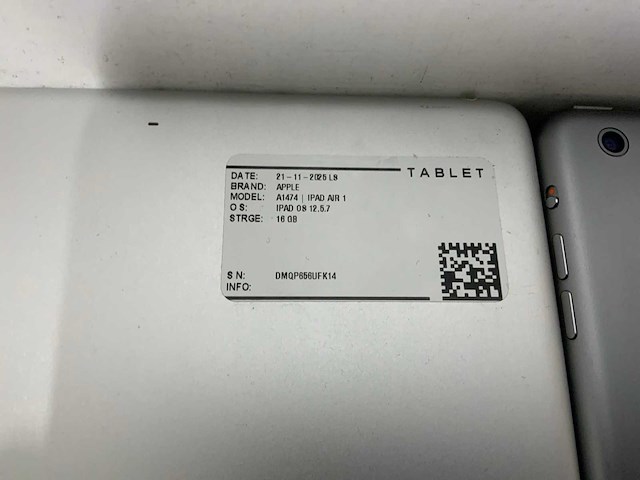 TABLET
DATE: 21-11-2025 LS
BRAND: APPLE
MODEL: A1474 | IPAD AIR 1
OS: IPAD OS 12.5.7
STRGE: 16 GB
SN: DMQP656UFK14
INFO: